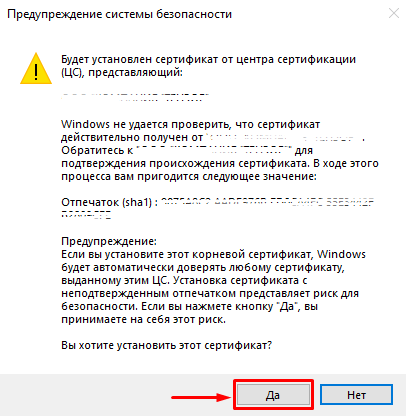 Предупреждение системы безопасности
Будет установлен сертификат от центра сертификации
(ЦС), представляющий:
Windows не удается проверить, что сертификат
действительно получен от
Обратитесь к " " для
подтверждения происхождения сертификата. В ходе этого
процесса вам пригодится следующее значение:
Отпечаток (sha1) :
Предупреждение:
Если вы установите этот корневой сертификат, Windows
будет автоматически доверять любому сертификату,
выданному этим ЦС. Установка сертификата с
неподтвержденным отпечатком представляет риск для
безопасности. Если вы нажмете кнопку "Да", вы
принимаете на себя этот риск.
Вы хотите установить этот сертификат?
Да
Нет